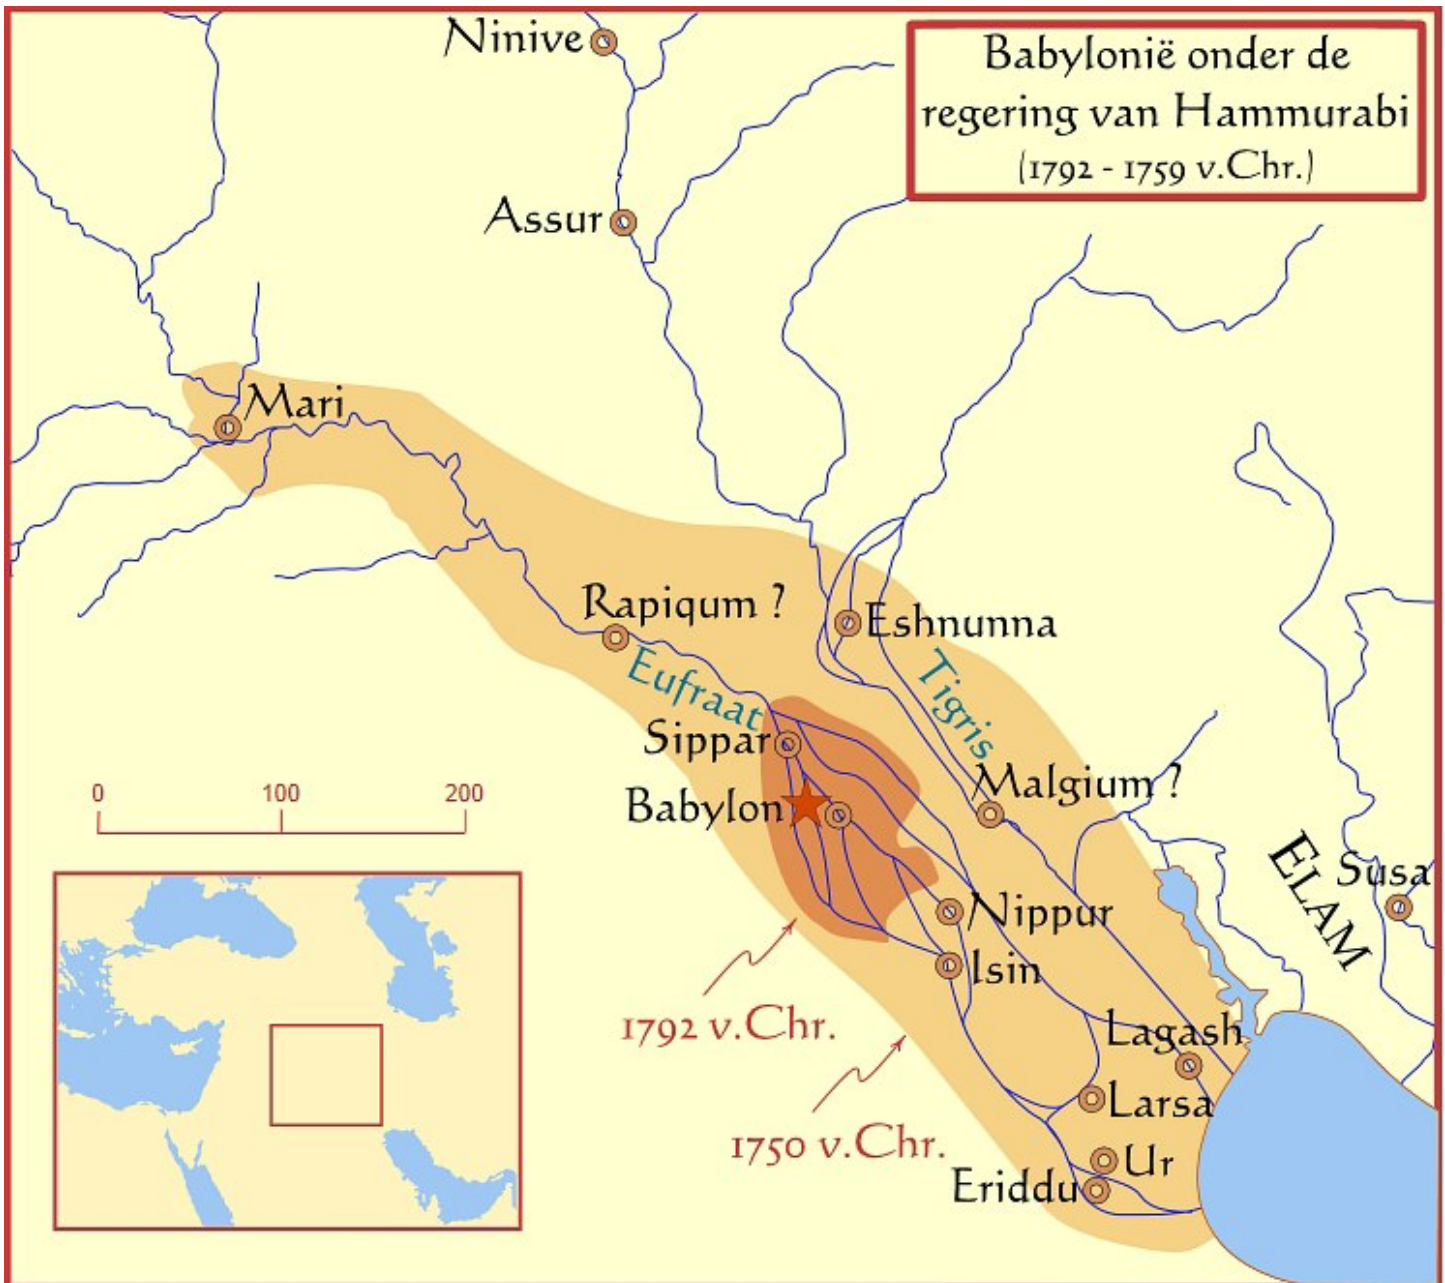 Ninive
Babylonië onder de
regering van Hammurabi
(1792 - 1759 v.Chr.)
Assur
Mari
Rapiqum ?
Eshnunna
Eufraat
Tigris
Sippar
Malgium ?
0 100 200
Babylon
ELAM
Susa
Nippur
Isin
1792 v.Chr.
Lagash
Larsa
1750 v.Chr.
Ur
Eriddu